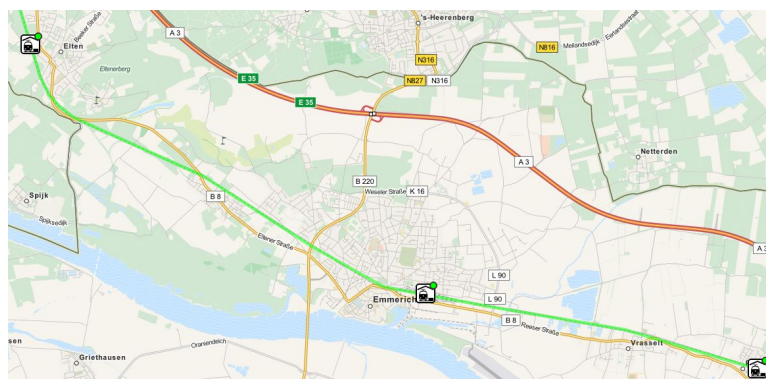 's-Heerenberg
Beeker Straße
A 3
Elten
N316
N816
Meilandsedijk
Eltenberg
E 35
N827
N316
E 35
Netterden
A 3
B 220
Weseler Straße
K 16
B 8
Spijk
Spijksedijk
Eltener Straße
A 3
L 90
Emmerich
L 90
B 8
Reeser Straße
Oraniendeich
sen
Griethausen
Vrasselt